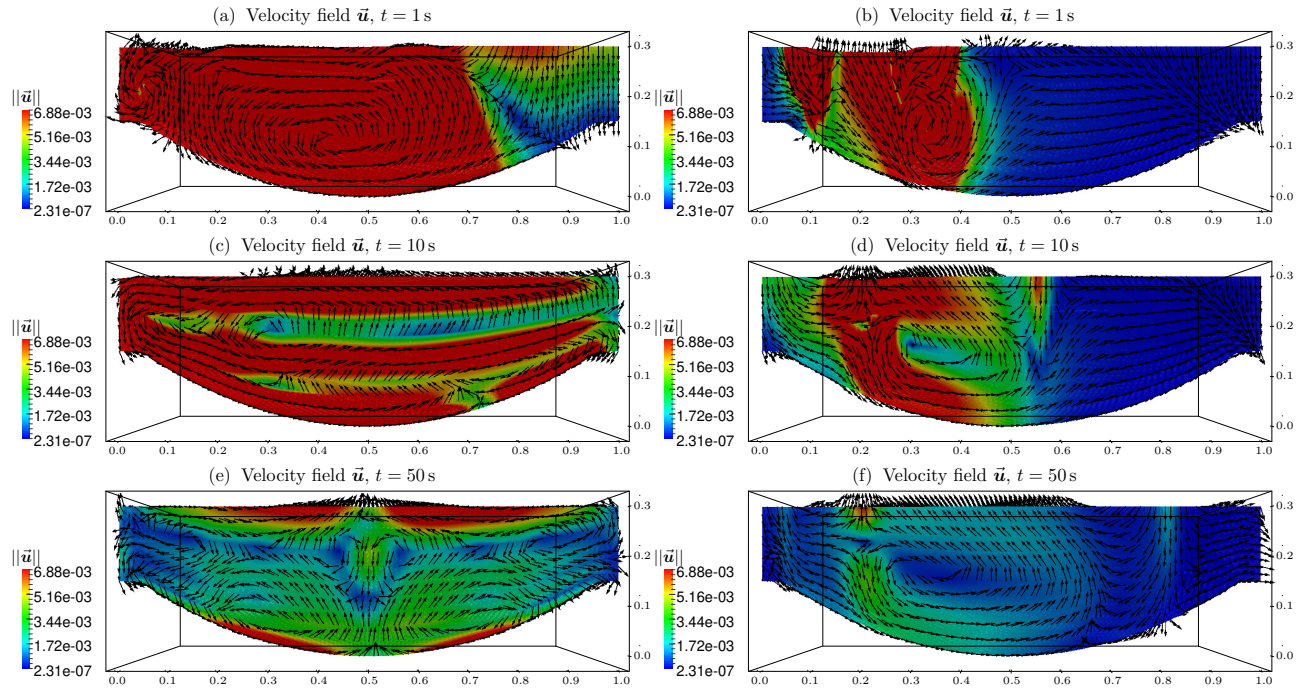 (a) Velocity field u⃗, t = 1 s
(b) Velocity field u⃗, t = 1 s
||u⃗||
6.88e-03
5.16e-03
3.44e-03
1.72e-03
2.31e-07
0.3
0.2
0.1
0.0
0.0 0.1 0.2 0.3 0.4 0.5 0.6 0.7 0.8 0.9 1.0
||u⃗||
6.88e-03
5.16e-03
3.44e-03
1.72e-03
2.31e-07
0.3
0.2
0.1
0.0
0.0 0.1 0.2 0.3 0.4 0.5 0.6 0.7 0.8 0.9 1.0
(c) Velocity field u⃗, t = 10 s
(d) Velocity field u⃗, t = 10 s
||u⃗||
6.88e-03
5.16e-03
3.44e-03
1.72e-03
2.31e-07
0.3
0.2
0.1
0.0
0.0 0.1 0.2 0.3 0.4 0.5 0.6 0.7 0.8 0.9 1.0
||u⃗||
6.88e-03
5.16e-03
3.44e-03
1.72e-03
2.31e-07
0.3
0.2
0.1
0.0
0.0 0.1 0.2 0.3 0.4 0.5 0.6 0.7 0.8 0.9 1.0
(e) Velocity field u⃗, t = 50 s
(f) Velocity field u⃗, t = 50 s
||u⃗||
6.88e-03
5.16e-03
3.44e-03
1.72e-03
2.31e-07
0.3
0.2
0.1
0.0
0.0 0.1 0.2 0.3 0.4 0.5 0.6 0.7 0.8 0.9 1.0
||u⃗||
6.88e-03
5.16e-03
3.44e-03
1.72e-03
2.31e-07
0.3
0.2
0.1
0.0
0.0 0.1 0.2 0.3 0.4 0.5 0.6 0.7 0.8 0.9 1.0